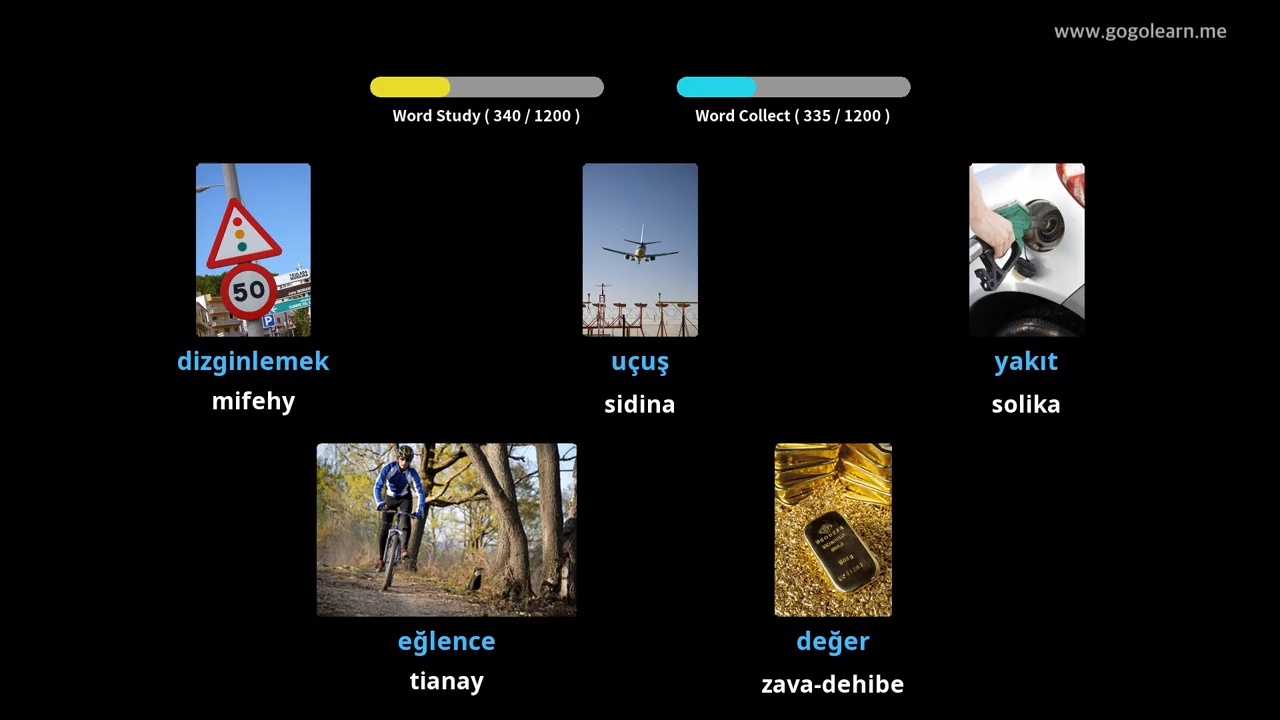 www.gogolearn.me
Word Study ( 340 / 1200 )
Word Collect ( 335 / 1200 )
50
P
dizginlemek
mifehy
uçuş
sidina
yakıt
solika
eğlence
tianay
değer
zava-dehibe